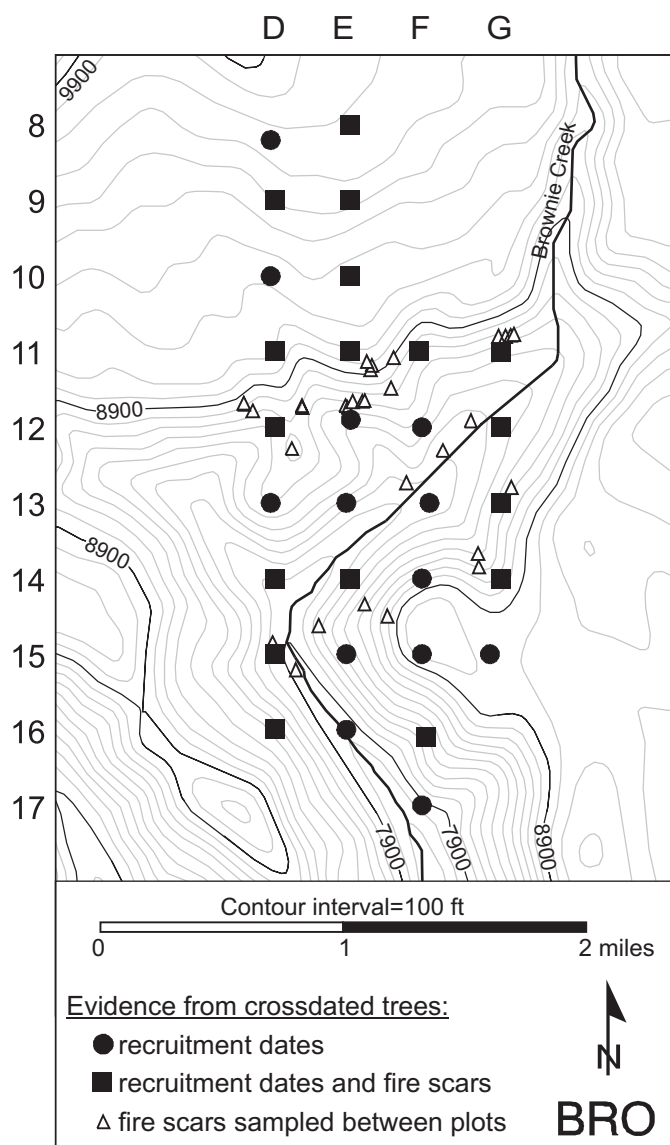 D E F G
9900
8
Brownie Creek
9
10
11
8900
12
13
8900
14
15
16
17
7900
7900
8900
Contour interval=100 ft
0 1 2 miles
Evidence from crossdated trees:
recruitment dates
recruitment dates and fire scars
fire scars sampled between plots
N
BRO